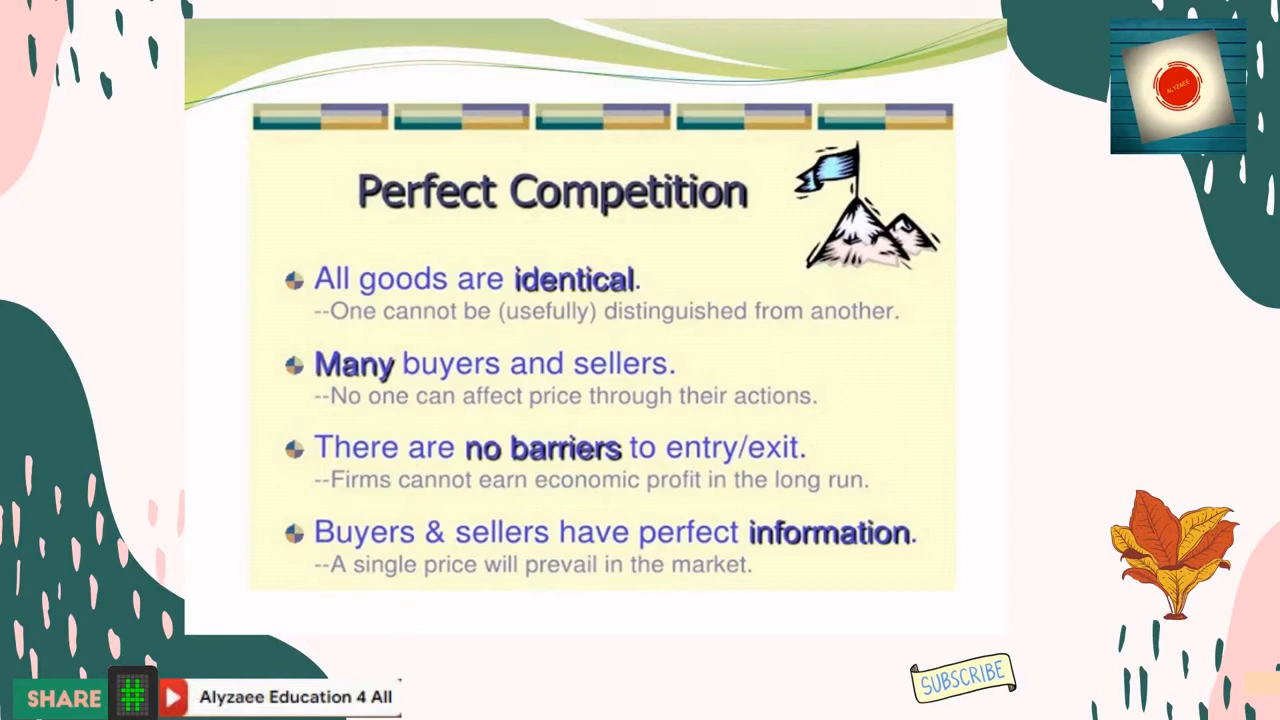 ALYZAEE
Perfect Competition
All goods are identical.
--One cannot be (usefully) distinguished from another.
Many buyers and sellers.
--No one can affect price through their actions.
There are no barriers to entry/exit.
--Firms cannot earn economic profit in the long run.
Buyers & sellers have perfect information.
--A single price will prevail in the market.
SUBSCRIBE
SHARE
Alyzaee Education 4 All